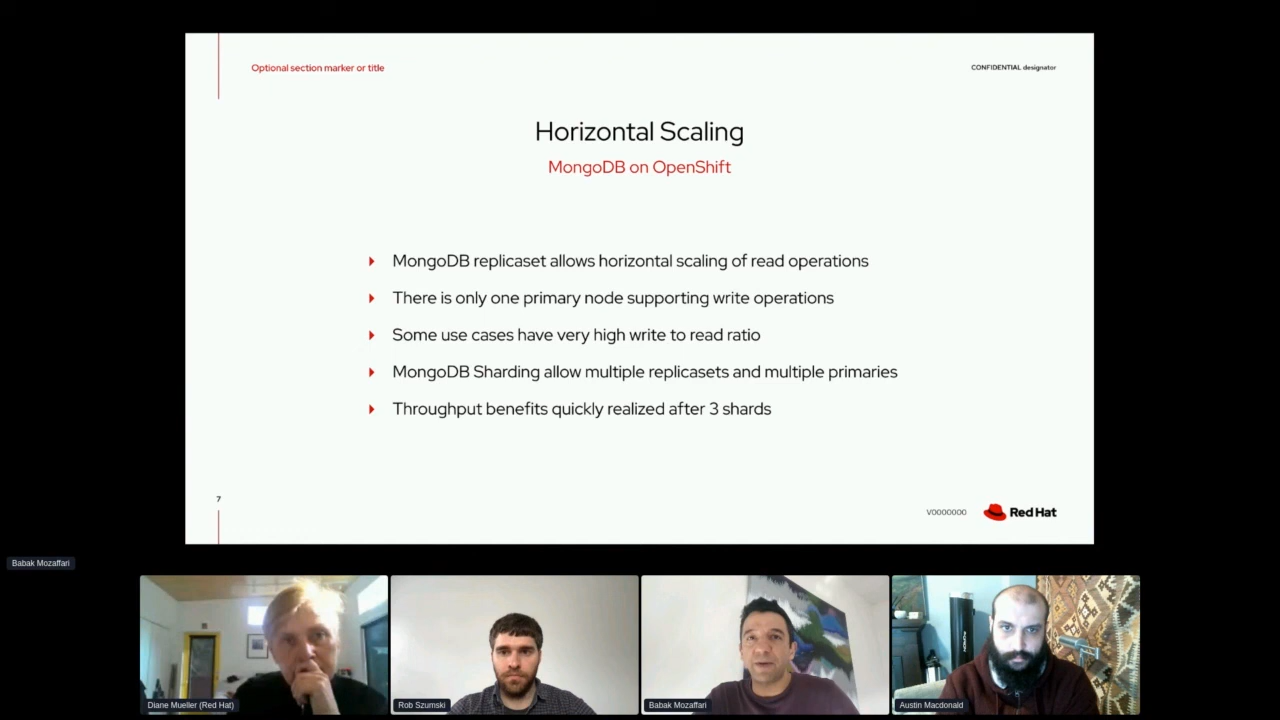 Optional section marker or title
CONFIDENTIAL designator
Horizontal Scaling
MongoDB on OpenShift
MongoDB replicaset allows horizontal scaling of read operations
There is only one primary node supporting write operations
Some use cases have very high write to read ratio
MongoDB Sharding allow multiple replicasets and multiple primaries
Throughput benefits quickly realized after 3 shards
7
V0000000
Red Hat
Babak Mozaffari
Diane Mueller (Red Hat)
Rob Szumski
Babak Mozaffari
Austin Macdonald